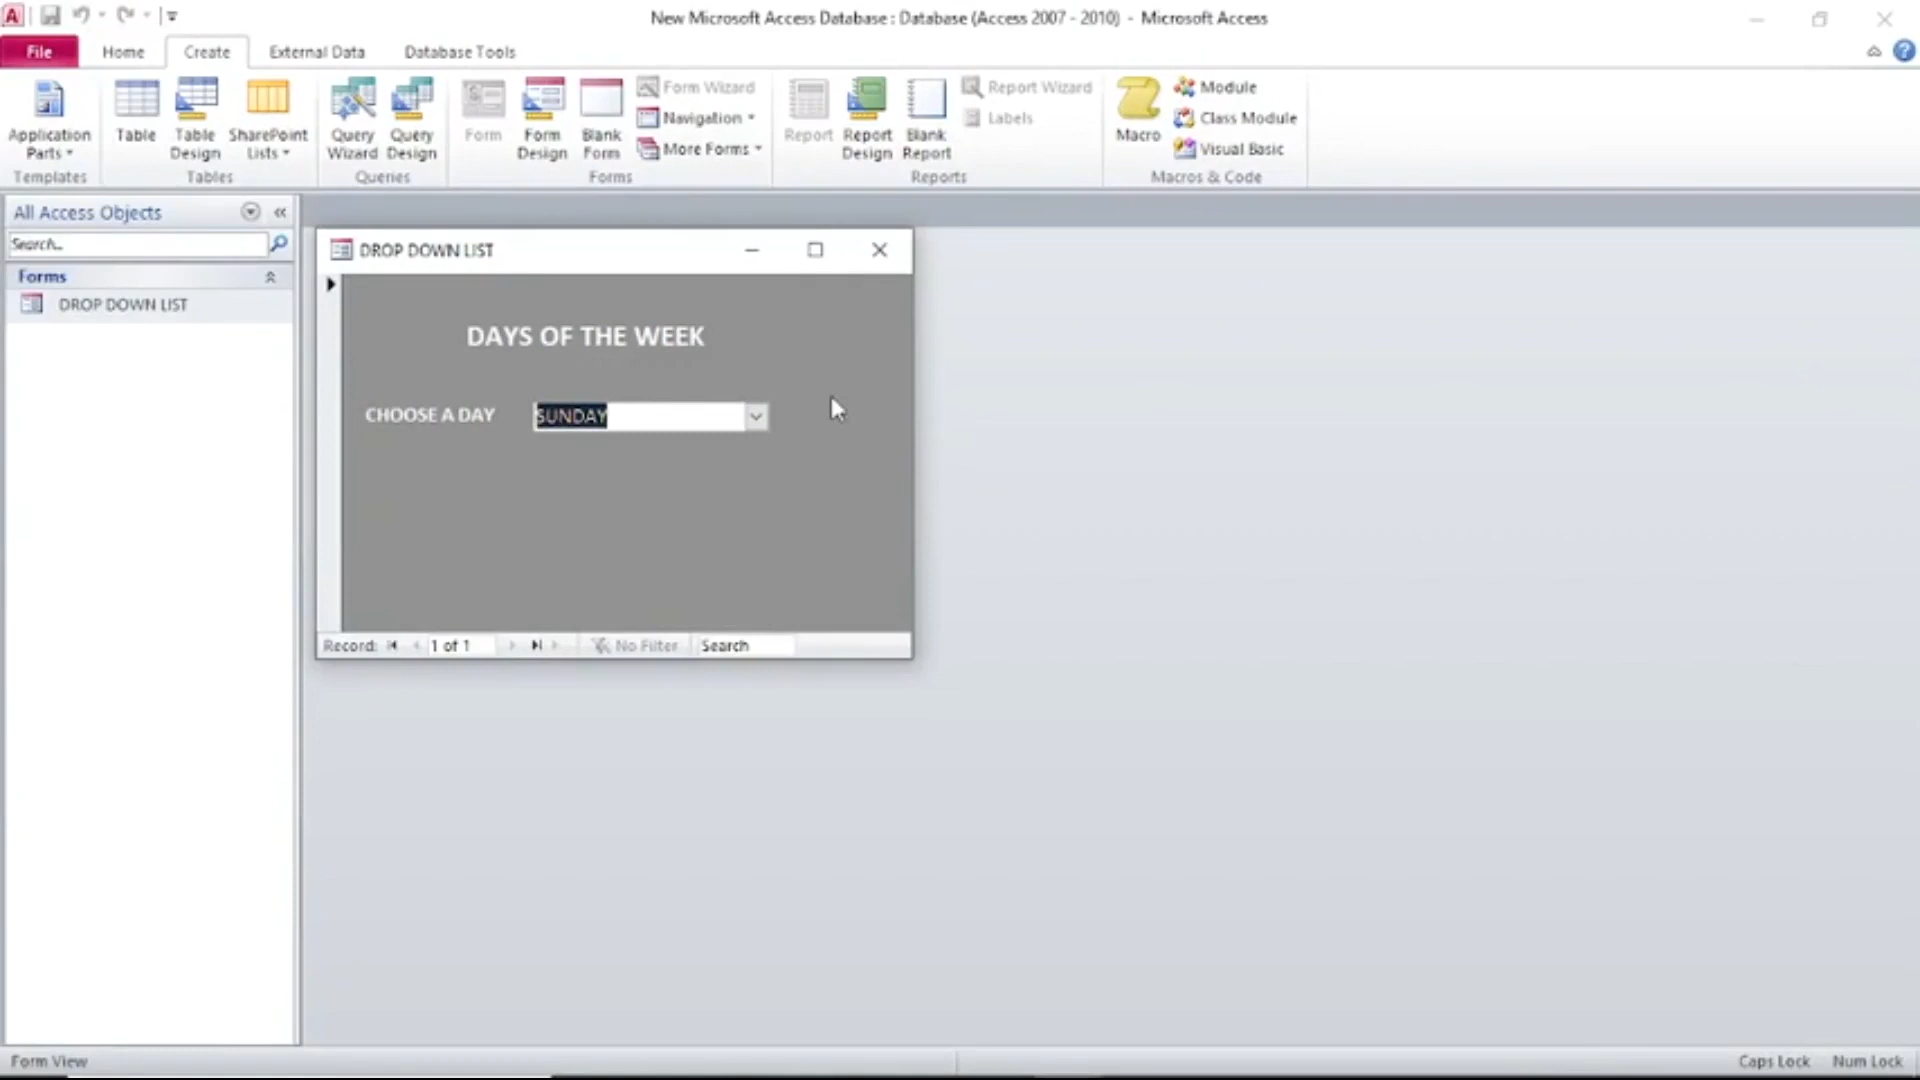 New Microsoft Access Database : Database (Access 2007 - 2010) - Microsoft Access
File Home Create External Data Database Tools
Application Parts
Table
Table Design
SharePoint Lists
Query Wizard
Query Design
Form
Form Design
Blank Form
Form Wizard
Navigation
More Forms
Report
Report Design
Blank Report
Report Wizard
Labels
Macro
Module
Class Module
Visual Basic
Templates Tables Queries Forms Reports Macros & Code
All Access Objects
Search...
Forms
DROP DOWN LIST
DROP DOWN LIST
DAYS OF THE WEEK
CHOOSE A DAY SUNDAY
Record: 1 of 1 No Filter Search
Form View Caps Lock Num Lock